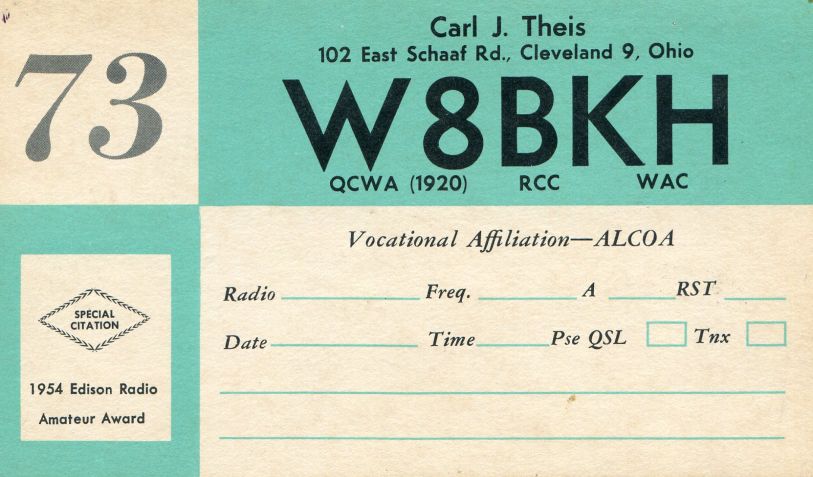 73
Carl J. Theis
102 East Schaaf Rd., Cleveland 9, Ohio
W8BKH
QCWA (1920) RCC WAC
Vocational Affiliation—ALCOA
Radio Freq. A RST
Date Time Pse QSL Tnx
SPECIAL
CITATION
1954 Edison Radio
Amateur Award